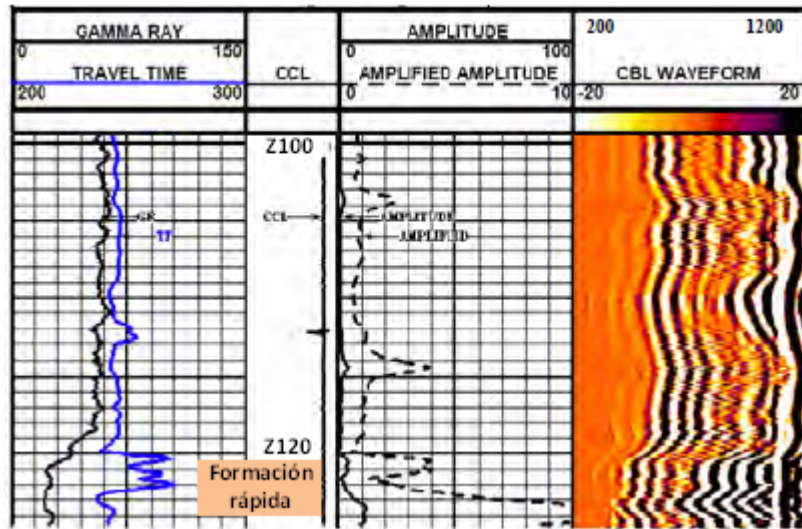 GAMMA RAY
0 150
TRAVEL TIME
200 300
CCL
AMPLITUDE
0 100
AMPLIFIED AMPLITUDE
0 10
200 1200
CBL WAVEFORM
-20 20
Z100
GR
TT
CCL
AMPLITUDE
AMPLIFIED
Z120
Formación
rápida